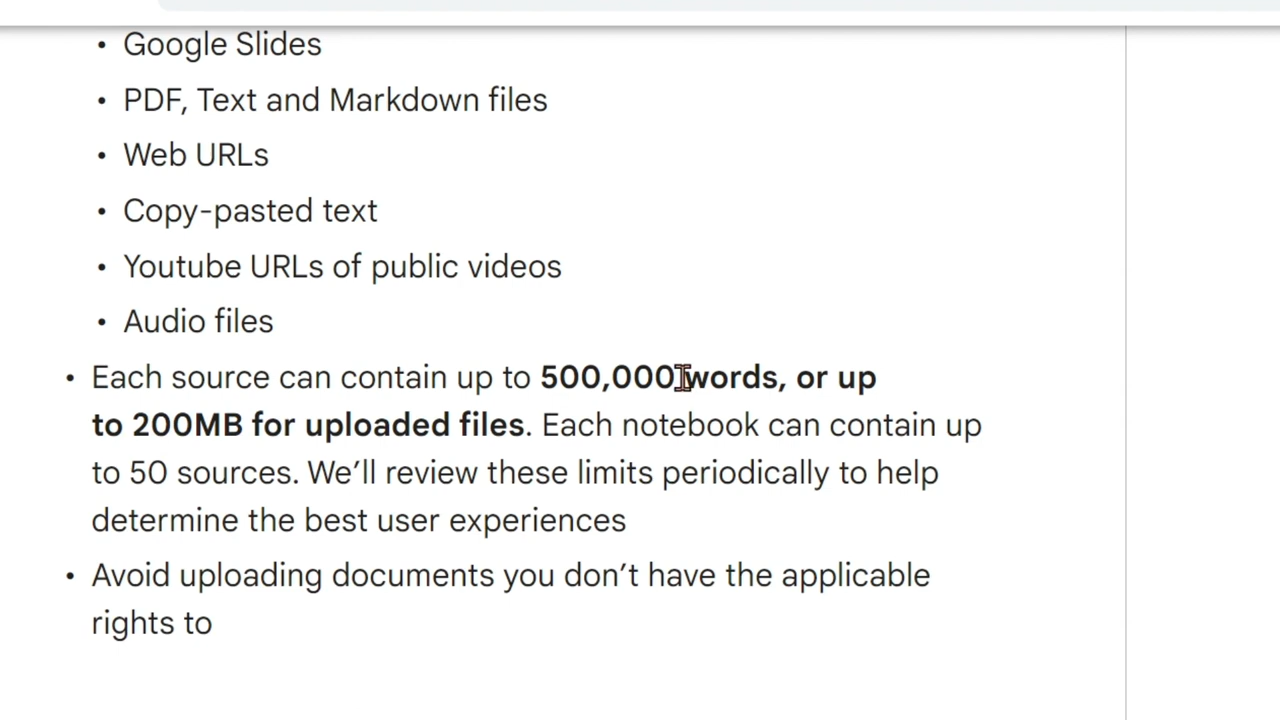 • Google Slides
• PDF, Text and Markdown files
• Web URLs
• Copy-pasted text
• Youtube URLs of public videos
• Audio files
• Each source can contain up to 500,000 words, or up
to 200MB for uploaded files. Each notebook can contain up
to 50 sources. We’ll review these limits periodically to help
determine the best user experiences
• Avoid uploading documents you don’t have the applicable
rights to